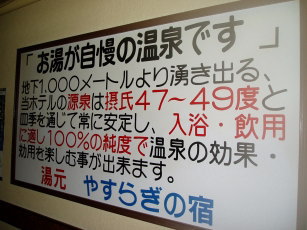 「お湯が自慢の温泉です」
地下1,000メートルより湧き出る、
当ホテルの源泉は摂氏47〜49度と
四季を通じて常に安定し、入浴・飲用
に適し100%の純度で温泉の効果・
効用を楽しむ事が出来ます。
湯元 やすらぎの宿